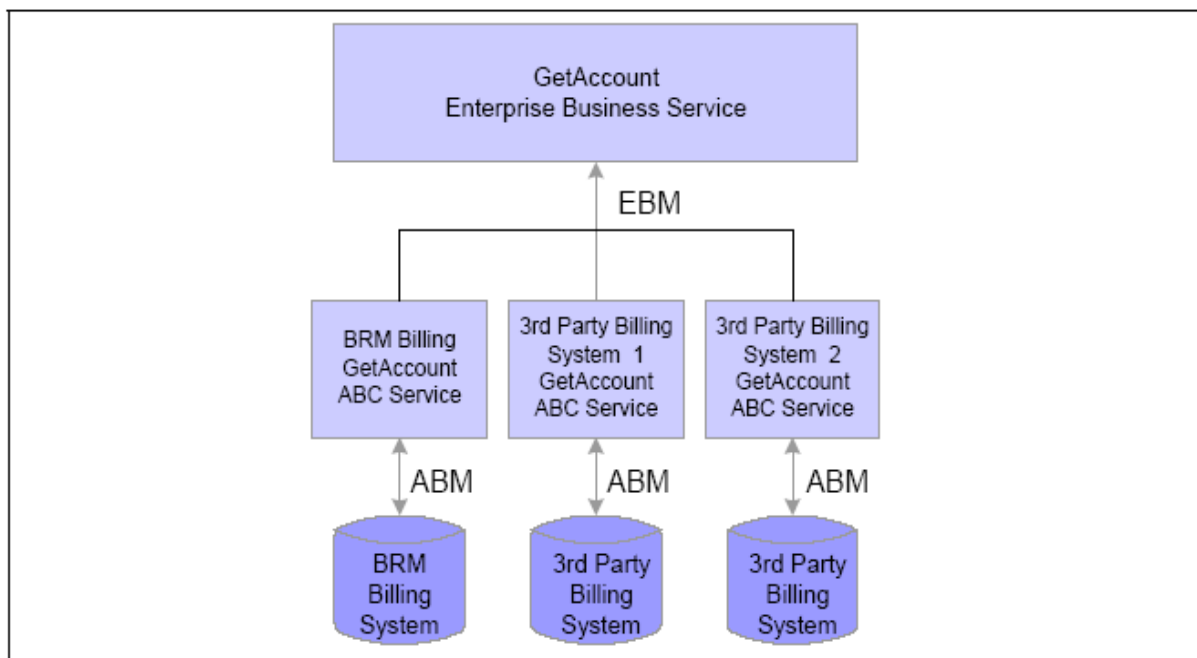 GetAccount
Enterprise Business Service
EBM
BRM Billing
GetAccount
ABC Service
3rd Party Billing
System 1
GetAccount
ABC Service
3rd Party Billing
System 2
GetAccount
ABC Service
ABM
ABM
ABM
BRM
Billing
System
3rd Party
Billing
System
3rd Party
Billing
System